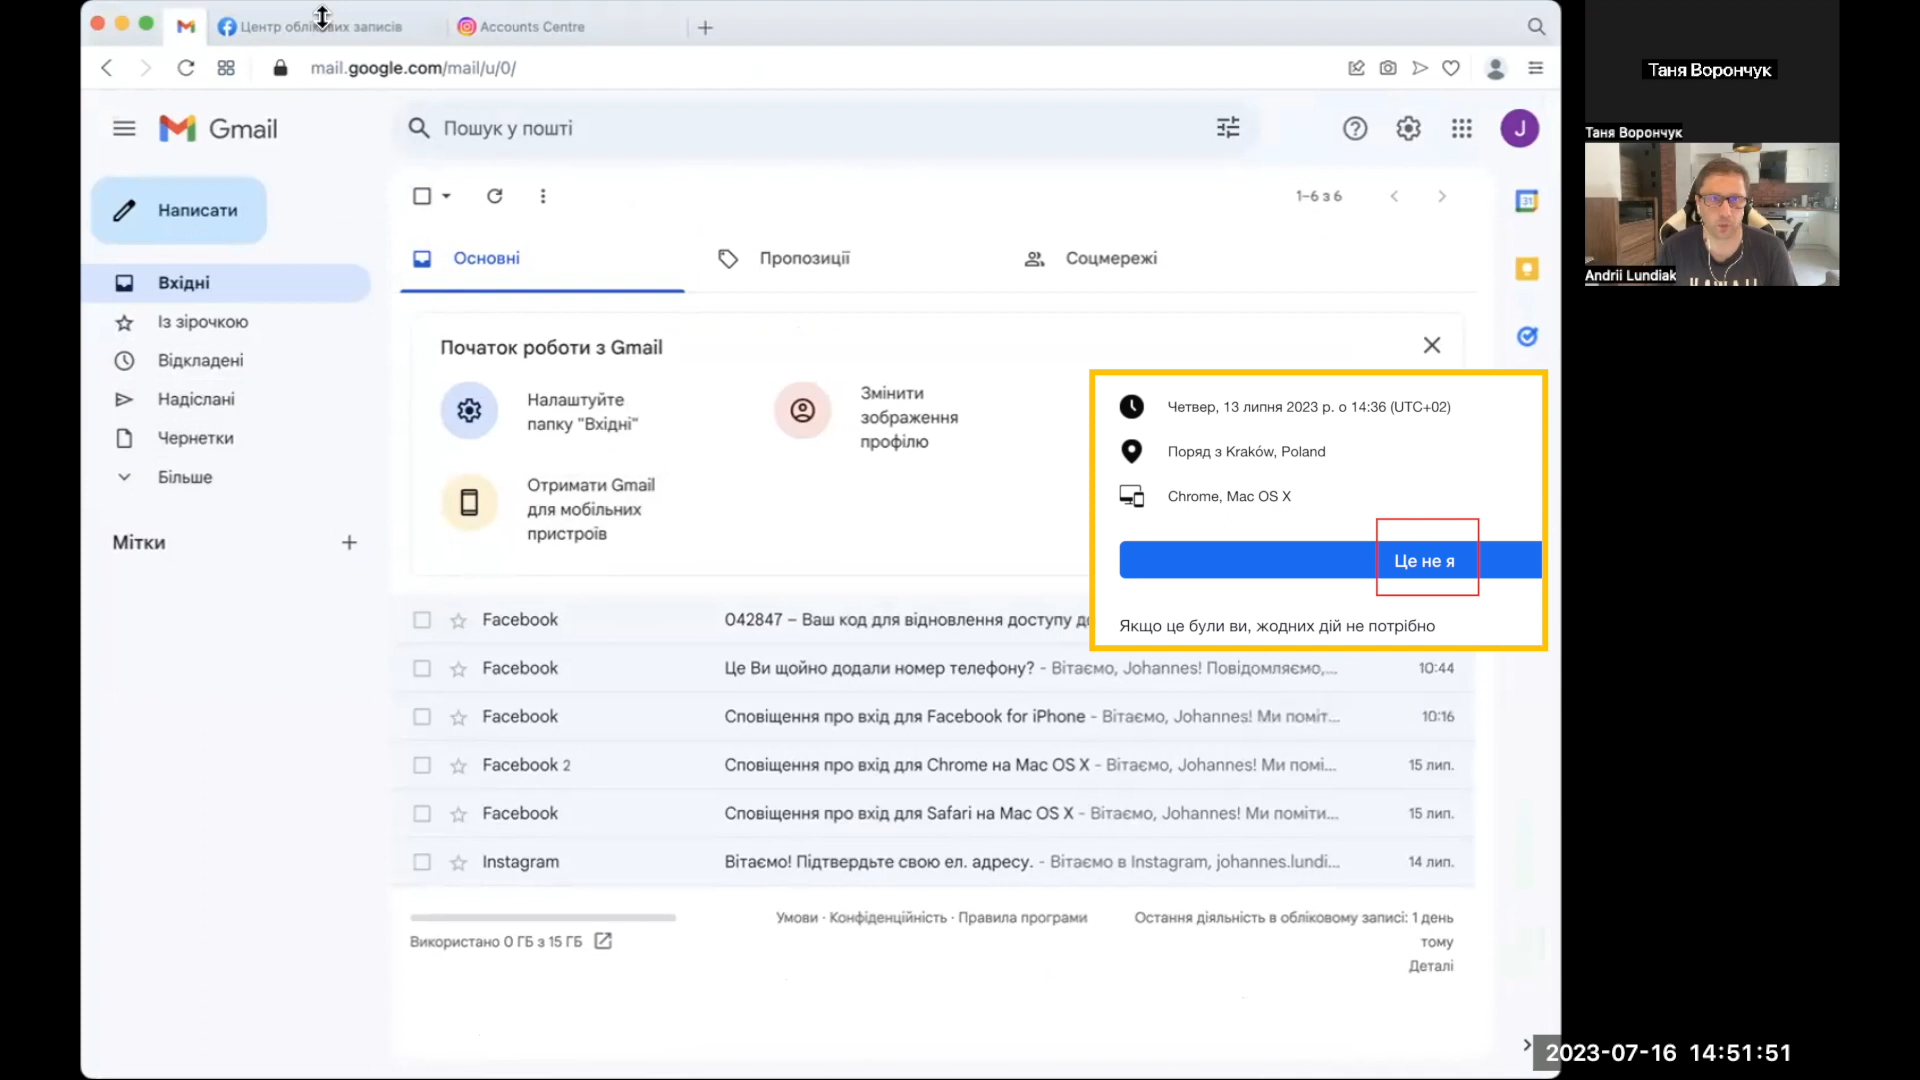 Центр облікових записів
Accounts Centre
mail.google.com/mail/u/0/
Gmail
Пошук у пошті
J
Написати
1–6 з 6
31
Основні
Пропозиції
Соцмережі
Вхідні
Із зірочкою
Відкладені
Надіслані
Чернетки
Більше
Мітки
Початок роботи з Gmail
Налаштуйте
папку "Вхідні"
Змінити
зображення
профілю
Отримати Gmail
для мобільних
пристроїв
Четвер, 13 липня 2023 р. о 14:36 (UTC+02)
Поряд з Kraków, Poland
Chrome, Mac OS X
Це не я
Якщо це були ви, жодних дій не потрібно
Facebook 042847 – Ваш код для відновлення доступу до
Facebook Це Ви щойно додали номер телефону? - Вітаємо, Johannes! Повідомляємо,... 10:44
Facebook Сповіщення про вхід для Facebook for iPhone - Вітаємо, Johannes! Ми поміт... 10:16
Facebook 2 Сповіщення про вхід для Chrome на Mac OS X - Вітаємо, Johannes! Ми помі... 15 лип.
Facebook Сповіщення про вхід для Safari на Mac OS X - Вітаємо, Johannes! Ми поміти... 15 лип.
Instagram Вітаємо! Підтвердьте свою ел. адресу. - Вітаємо в Instagram, johannes.lundi... 14 лип.
Використано 0 ГБ з 15 ГБ
Умови · Конфіденційність · Правила програми
Остання діяльність в обліковому записі: 1 день
тому
Деталі
Таня Ворончук
Таня Ворончук
Andrii Lundiak
2023-07-16 14:51:51